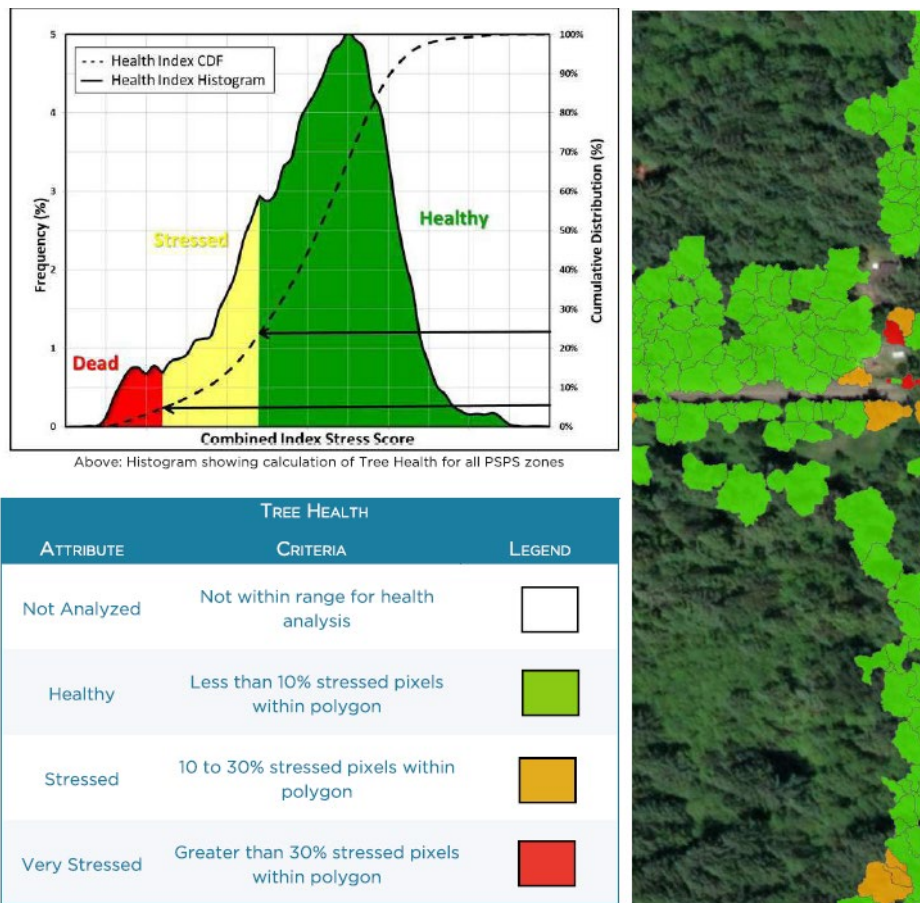 5
4
3
2
1
0
Frequency (%)
Health Index CDF
Health Index Histogram
Dead
Stressed
Healthy
100%
90%
80%
70%
60%
50%
40%
30%
20%
10%
0%
Cumulative Distribution (%)
Combined Index Stress Score
Above: Histogram showing calculation of Tree Health for all PSPS zones
TREE HEALTH
ATTRIBUTE CRITERIA LEGEND
Not Analyzed
Not within range for health
analysis
Healthy
Less than 10% stressed pixels
within polygon
Stressed
10 to 30% stressed pixels within
polygon
Very Stressed
Greater than 30% stressed pixels
within polygon